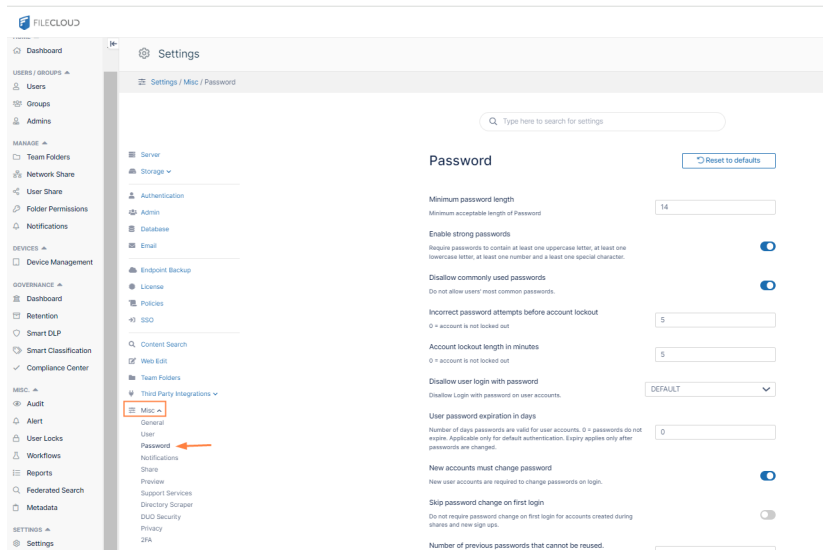 FILECLOUD
Dashboard
USERS / GROUPS
Users
Groups
Admins
MANAGE
Team Folders
Network Share
User Share
Folder Permissions
Notifications
DEVICES
Device Management
GOVERNANCE
Dashboard
Retention
Smart DLP
Smart Classification
Compliance Center
MISC.
Audit
Alert
User Locks
Workflows
Reports
Federated Search
Metadata
SETTINGS
Settings
Settings
Settings / Misc / Password
Type here to search for settings
Server
Storage
Authentication
Admin
Database
Email
Endpoint Backup
License
Policies
SSO
Content Search
Web Edit
Team Folders
Third Party Integrations
Misc
General
User
Password
Notifications
Share
Preview
Support Services
Directory Scraper
DUO Security
Privacy
2FA
Password
Reset to defaults
Minimum password length
Minimum acceptable length of Password
14
Enable strong passwords
Require passwords to contain at least one uppercase letter, at least one
lowercase letter, at least one number and a least one special character.
Disallow commonly used passwords
Do not allow users' most common passwords.
Incorrect password attempts before account lockout
0 = account is not locked out
5
Account lockout length in minutes
0 = account is not locked out
5
Disallow user login with password
Disallow Login with password on user accounts.
DEFAULT
User password expiration in days
Number of days passwords are valid for user accounts. 0 = passwords do not
expire. Applicable only for default authentication. Expiry applies only after
passwords are changed.
0
New accounts must change password
New user accounts are required to change passwords on login.
Skip password change on first login
Do not require password change on first login for accounts created during
shares and new sign ups.
Number of previous passwords that cannot be reused.